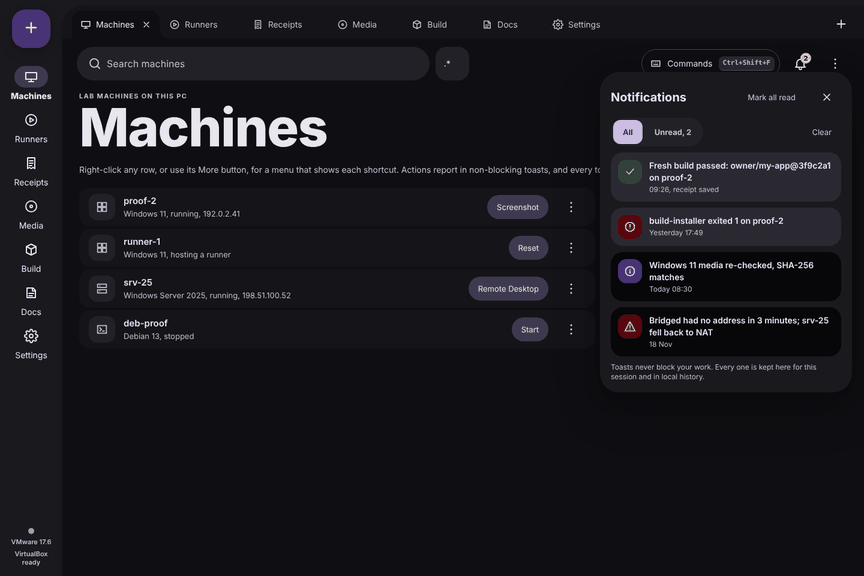 Machines
Runners
Receipts
Media
Build
Docs
Settings
Machines
Runners
Receipts
Media
Build
Docs
Settings
VMware 17.6
VirtualBox
ready
Search machines
.*
Commands
Ctrl+Shift+F
2
LAB MACHINES ON THIS PC
Machines
Right-click any row, or use its More button, for a menu that shows each shortcut. Actions report in non-blocking toasts, and every
proof-2
Windows 11, running, 192.0.2.41
Screenshot
runner-1
Windows 11, hosting a runner
Reset
srv-25
Windows Server 2025, running, 198.51.100.52
Remote Desktop
deb-proof
Debian 13, stopped
Start
Notifications
Mark all read
All
Unread, 2
Clear
Fresh build passed: owner/my-app@3f9c2a1
on proof-2
09:26, receipt saved
build-installer exited 1 on proof-2
Yesterday 17:49
Windows 11 media re-checked, SHA-256
matches
Today 08:30
Bridged had no address in 3 minutes; srv-25
fell back to NAT
18 Nov
Toasts never block your work. Every one is kept here for this
session and in local history.